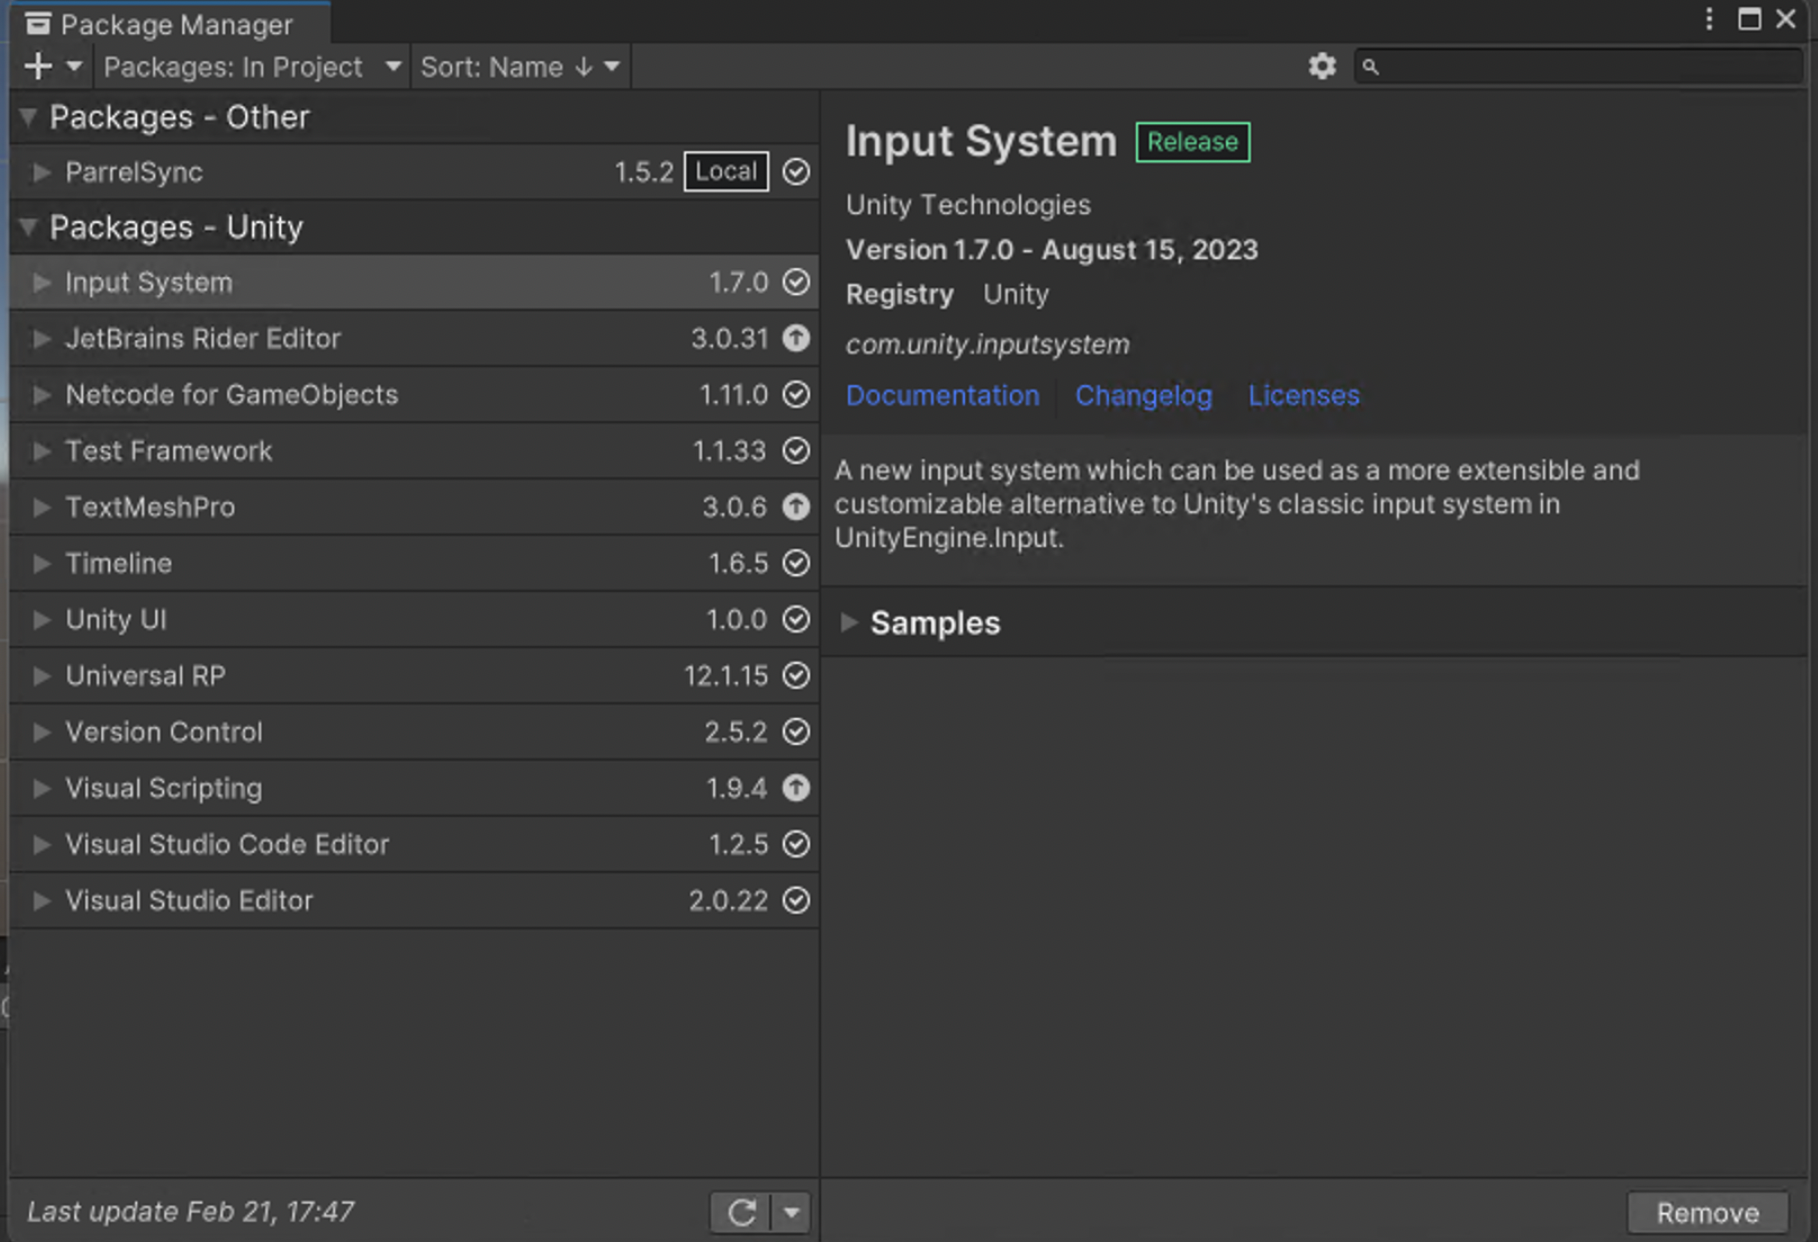 Package Manager
Packages: In Project
Sort: Name ↓
Packages - Other
ParrelSync 1.5.2 Local
Packages - Unity
Input System 1.7.0
JetBrains Rider Editor 3.0.31
Netcode for GameObjects 1.11.0
Test Framework 1.1.33
TextMeshPro 3.0.6
Timeline 1.6.5
Unity UI 1.0.0
Universal RP 12.1.15
Version Control 2.5.2
Visual Scripting 1.9.4
Visual Studio Code Editor 1.2.5
Visual Studio Editor 2.0.22
Last update Feb 21, 17:47
Input System Release
Unity Technologies
Version 1.7.0 - August 15, 2023
Registry Unity
com.unity.inputsystem
Documentation Changelog Licenses
A new input system which can be used as a more extensible and
customizable alternative to Unity's classic input system in
UnityEngine.Input.
Samples
Remove